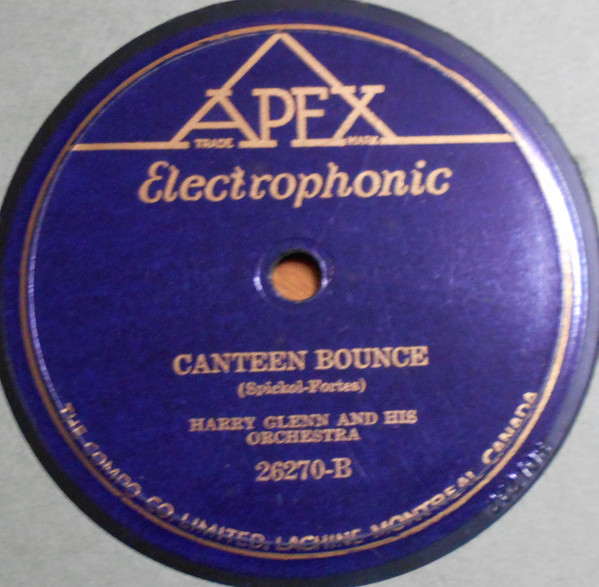 APEX
TRADE MARK
Electrophonic
CANTEEN BOUNCE
(Spickol-Fortes)
HARRY GLENN AND HIS
ORCHESTRA
26270-B
THE COMPO CO. LIMITED, LACHINE-MONTREAL, CANADA